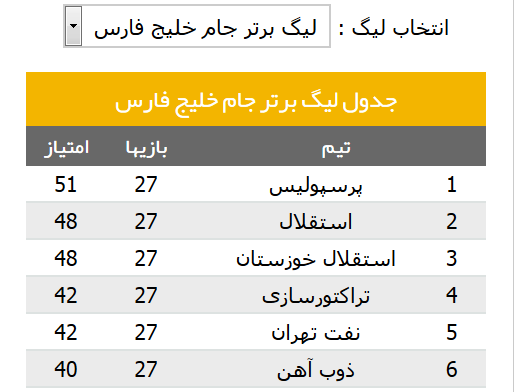 انتخاب لیگ : لیگ برتر جام خلیج فارس
جدول لیگ برتر جام خلیج فارس
تیم بازیها امتیاز
1 پرسپولیس 27 51
2 استقلال 27 48
3 استقلال خوزستان 27 48
4 تراکتورسازی 27 42
5 نفت تهران 27 42
6 ذوب آهن 27 40